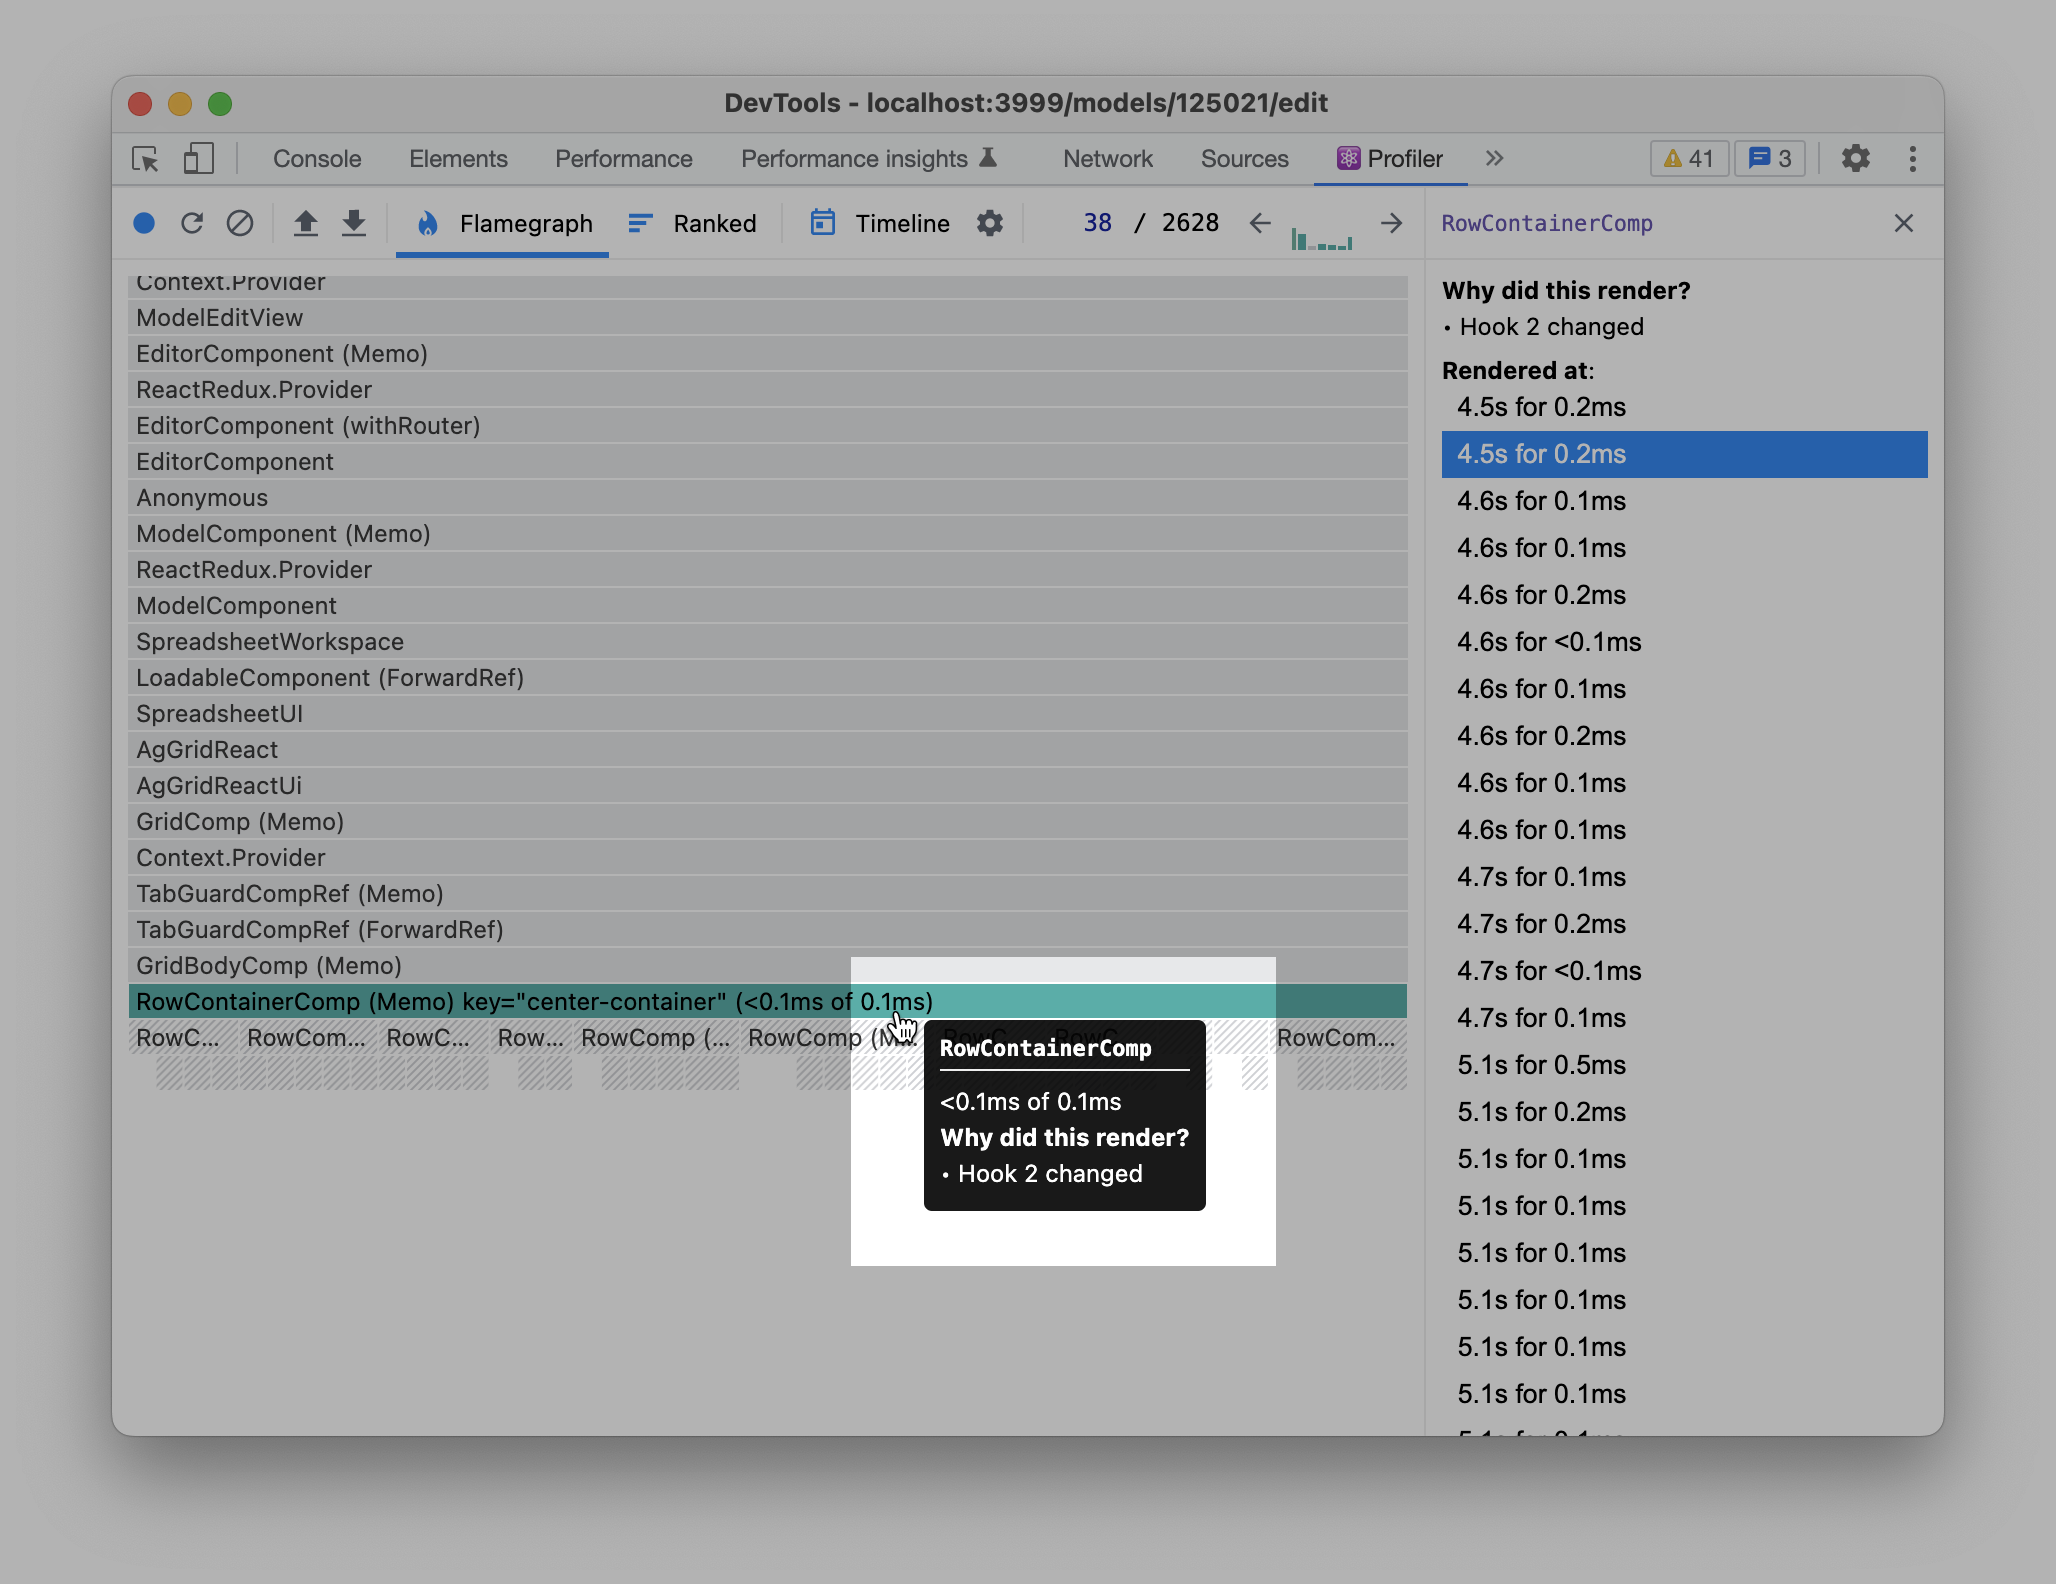 DevTools - localhost:3999/models/125021/edit
Console Elements Performance Performance insights Network Sources Profiler 41 3
Flamegraph Ranked Timeline 38 / 2628
RowContainerComp
Context.Provider
ModelEditView
EditorComponent (Memo)
ReactRedux.Provider
EditorComponent (withRouter)
EditorComponent
Anonymous
ModelComponent (Memo)
ReactRedux.Provider
ModelComponent
SpreadsheetWorkspace
LoadableComponent (ForwardRef)
SpreadsheetUI
AgGridReact
AgGridReactUi
GridComp (Memo)
Context.Provider
TabGuardCompRef (Memo)
TabGuardCompRef (ForwardRef)
GridBodyComp (Memo)
RowContainerComp (Memo) key="center-container" (<0.1ms of 0.1ms)
RowC... RowCom... RowC... Row... RowComp (... RowComp (M... RowC... RowC... RowCom...
RowContainerComp
<0.1ms of 0.1ms
Why did this render?
• Hook 2 changed
Why did this render?
• Hook 2 changed
Rendered at:
4.5s for 0.2ms
4.5s for 0.2ms
4.6s for 0.1ms
4.6s for 0.1ms
4.6s for 0.2ms
4.6s for <0.1ms
4.6s for 0.1ms
4.6s for 0.2ms
4.6s for 0.1ms
4.6s for 0.1ms
4.7s for 0.1ms
4.7s for 0.2ms
4.7s for <0.1ms
4.7s for 0.1ms
5.1s for 0.5ms
5.1s for 0.2ms
5.1s for 0.1ms
5.1s for 0.1ms
5.1s for 0.1ms
5.1s for 0.1ms
5.1s for 0.1ms
5.1s for 0.1ms